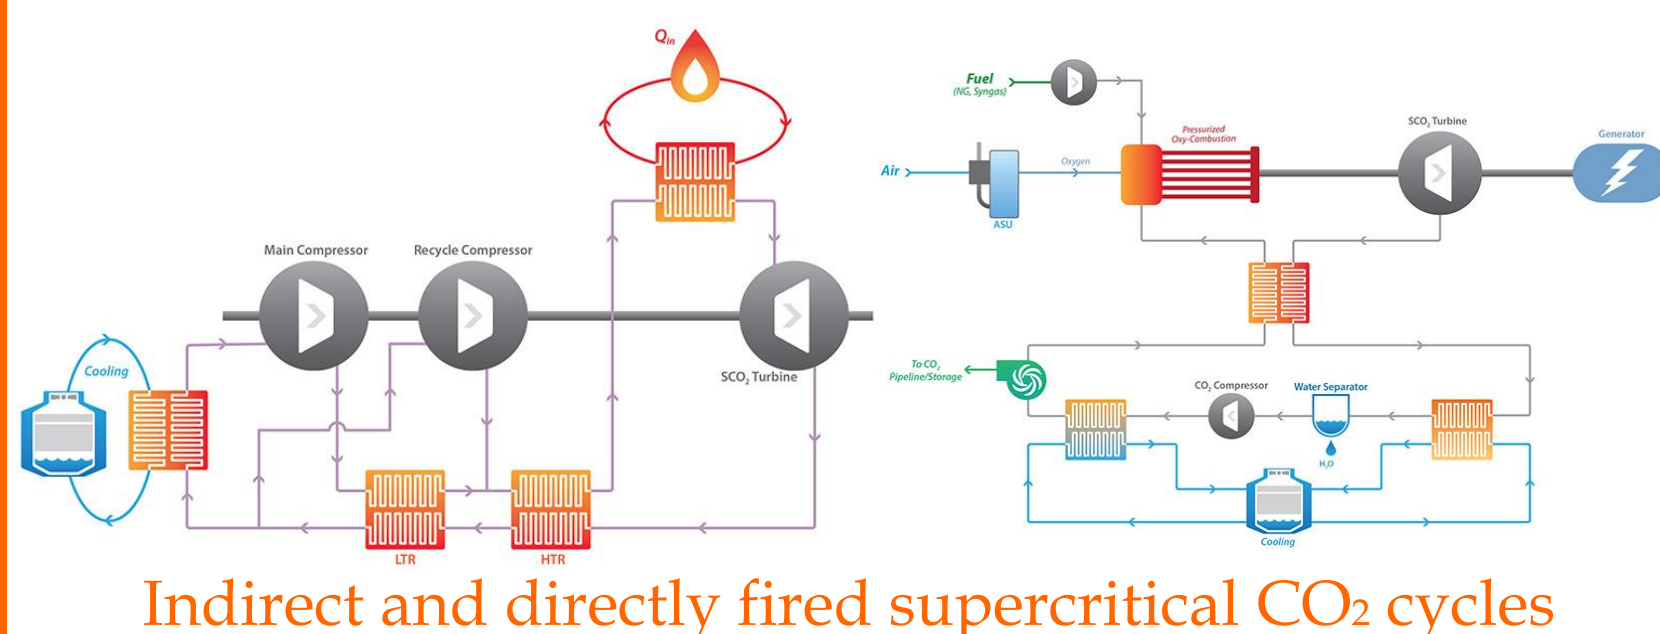 Qin
Main Compressor
Recycle Compressor
Cooling
SCO₂ Turbine
LTR
HTR
Fuel
(NG, Syngas)
Pressurized
Oxy-Combustion
SCO₂ Turbine
Generator
Air
Oxygen
ASU
To CO₂
Pipeline/Storage
CO₂ Compressor
Water Separator
H₂O
Cooling
Indirect and directly fired supercritical CO₂ cycles